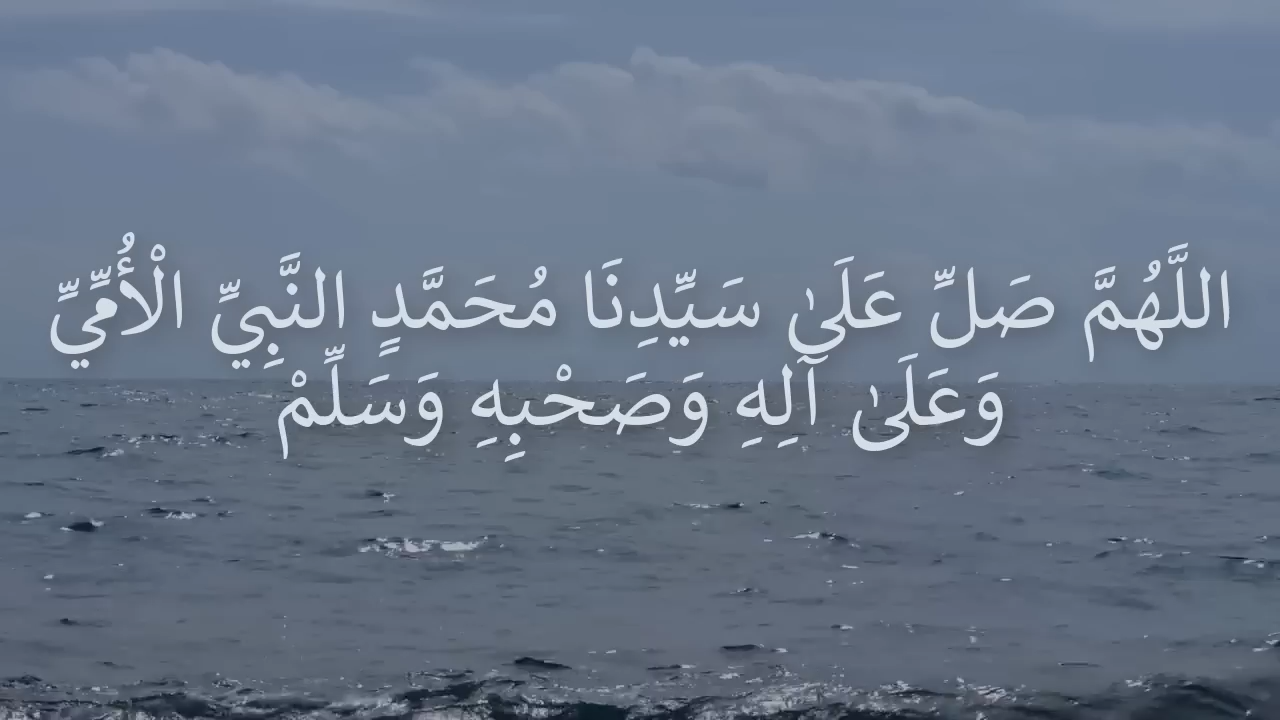 اللَّهُمَّ صَلِّ عَلَىٰ سَيِّدِنَا مُحَمَّدٍ النَّبِيِّ الْأُمِّيِّ
وَعَلَىٰ آلِهِ وَصَحْبِهِ وَسَلِّمْ